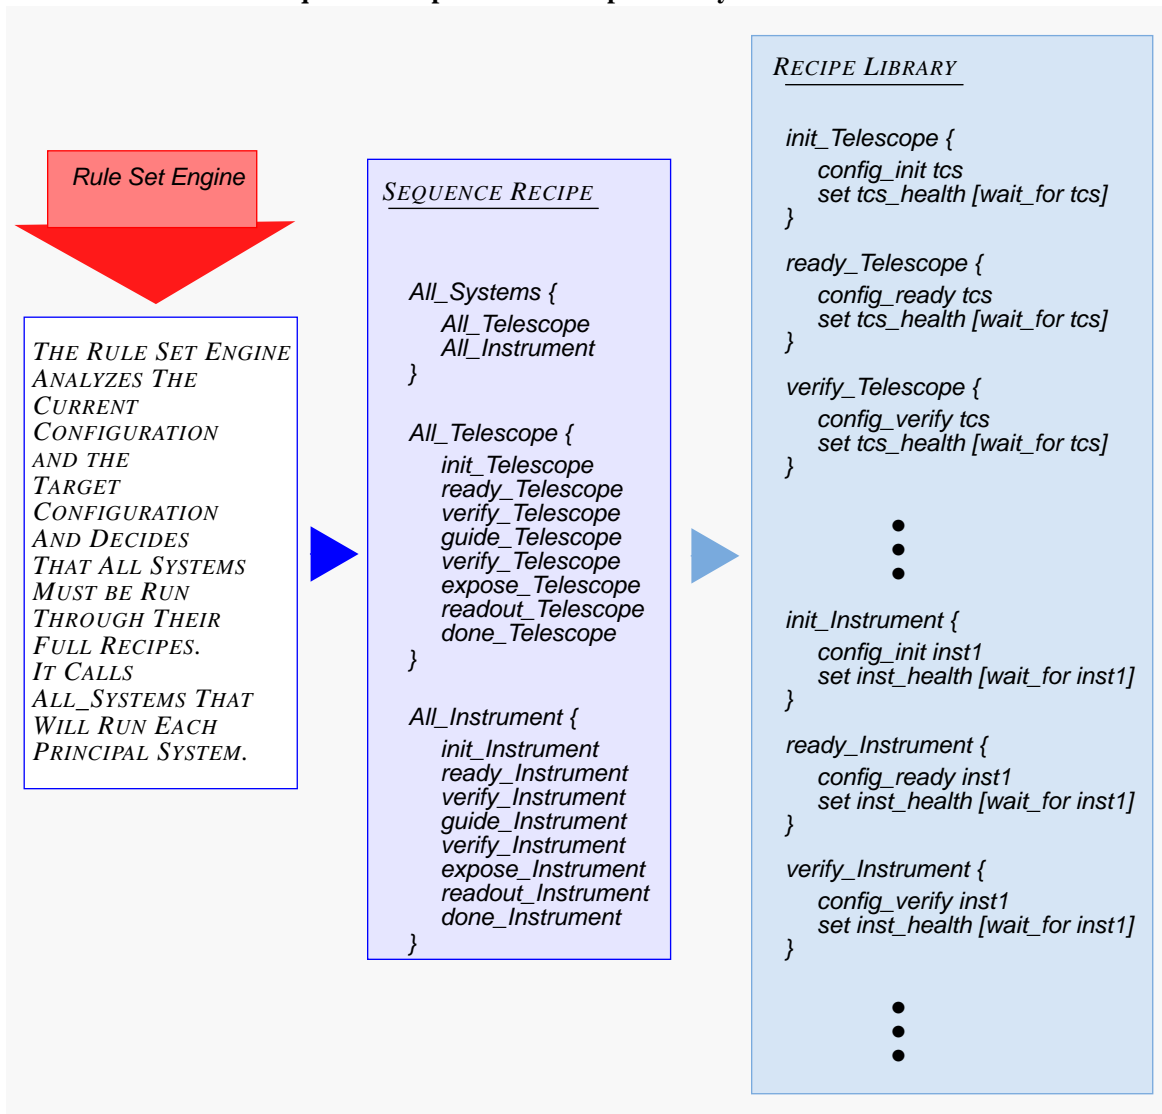 Rule Set Engine
THE RULE SET ENGINE
ANALYZES THE
CURRENT
CONFIGURATION
AND THE
TARGET
CONFIGURATION
AND DECIDES
THAT ALL SYSTEMS
MUST BE RUN
THROUGH THEIR
FULL RECIPES.
IT CALLS
ALL_SYSTEMS THAT
WILL RUN EACH
PRINCIPAL SYSTEM.
SEQUENCE RECIPE
All_Systems {
All_Telescope
All_Instrument
}
All_Telescope {
init_Telescope
ready_Telescope
verify_Telescope
guide_Telescope
verify_Telescope
expose_Telescope
readout_Telescope
done_Telescope
}
All_Instrument {
init_Instrument
ready_Instrument
verify_Instrument
guide_Instrument
verify_Instrument
expose_Instrument
readout_Instrument
done_Instrument
}
RECIPE LIBRARY
init_Telescope {
config_init tcs
set tcs_health [wait_for tcs]
}
ready_Telescope {
config_ready tcs
set tcs_health [wait_for tcs]
}
verify_Telescope {
config_verify tcs
set tcs_health [wait_for tcs]
}
init_Instrument {
config_init inst1
set inst_health [wait_for inst1]
}
ready_Instrument {
config_ready inst1
set inst_health [wait_for inst1]
}
verify_Instrument {
config_verify inst1
set inst_health [wait_for inst1]
}